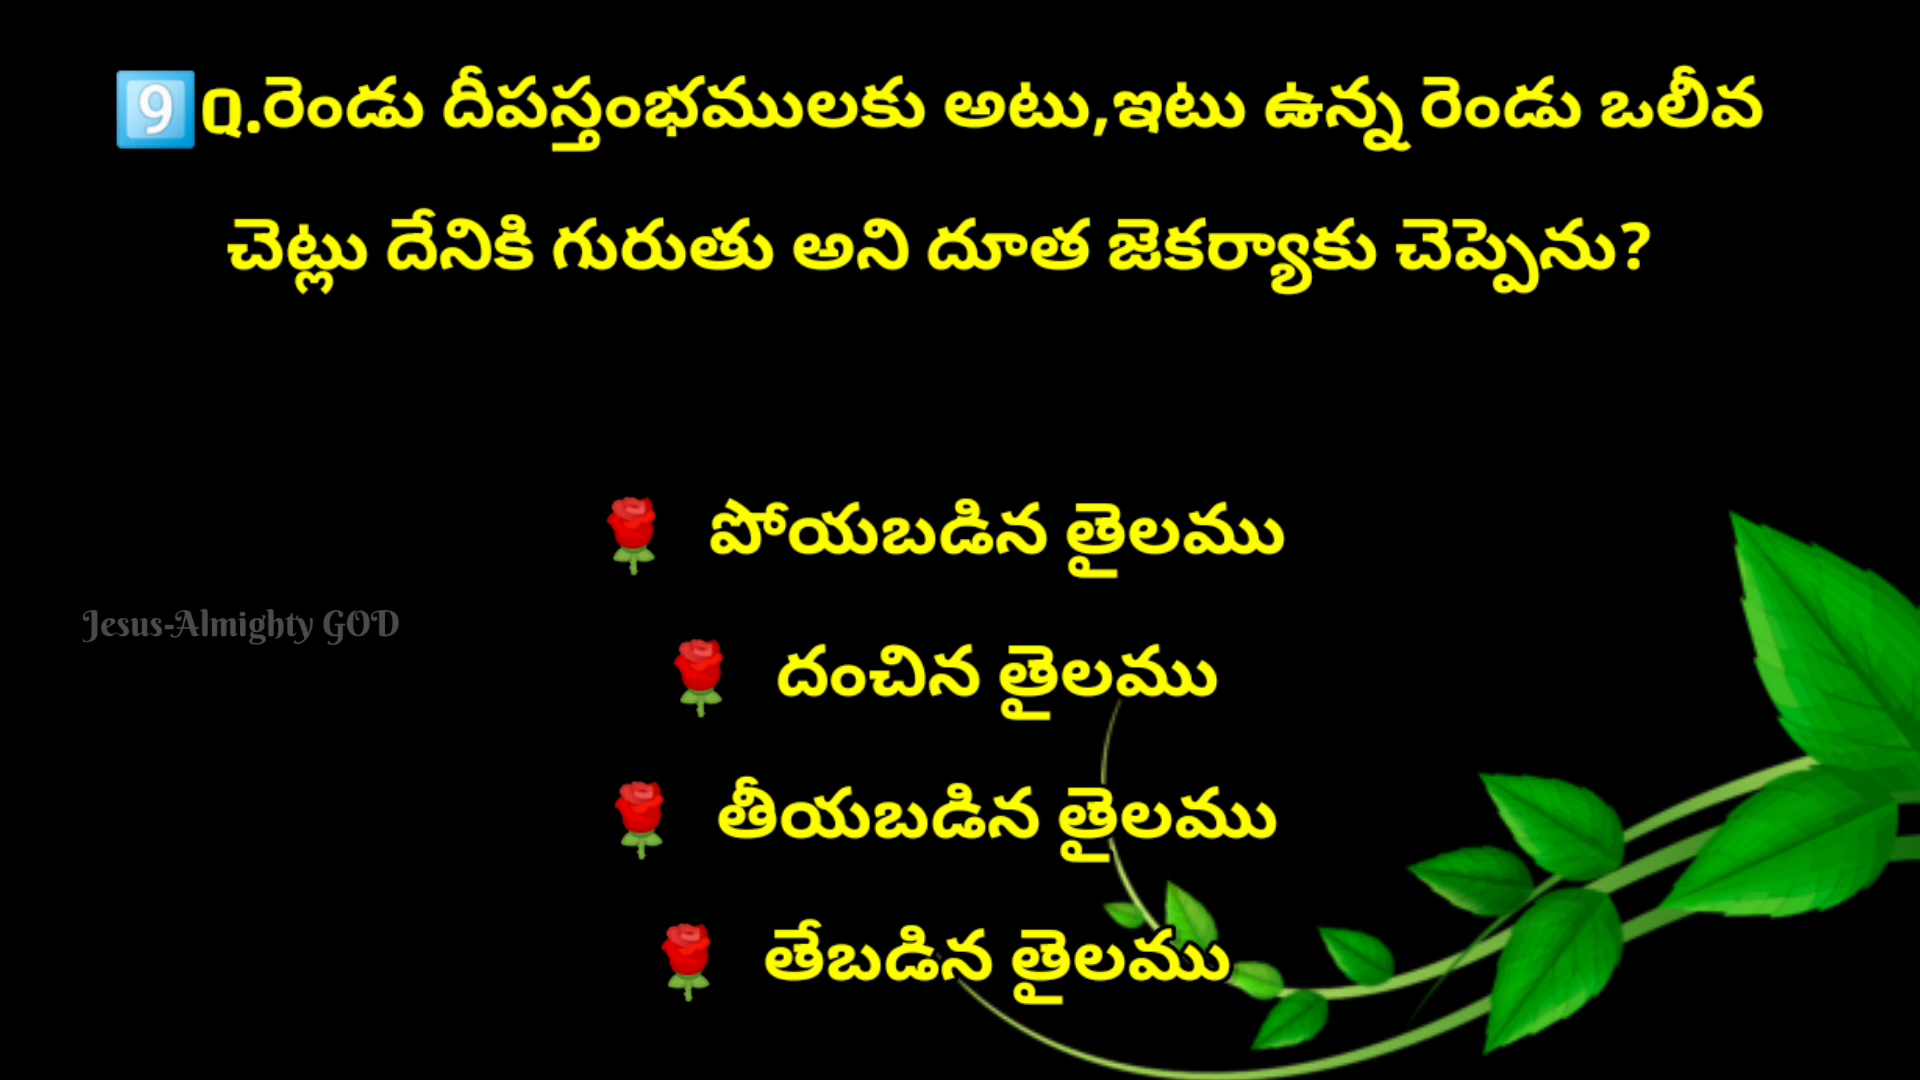 9Q.రెండు దీపస్తంభములకు అటు,ఇటు ఉన్న రెండు ఒలీవ
చెట్లు దేనికి గురుతు అని దూత జెకర్యాకు చెప్పెను?
పోయబడిన తైలము
దంచిన తైలము
Jesus-Almighty GOD
తీయబడిన తైలము
తేబడిన తైలము